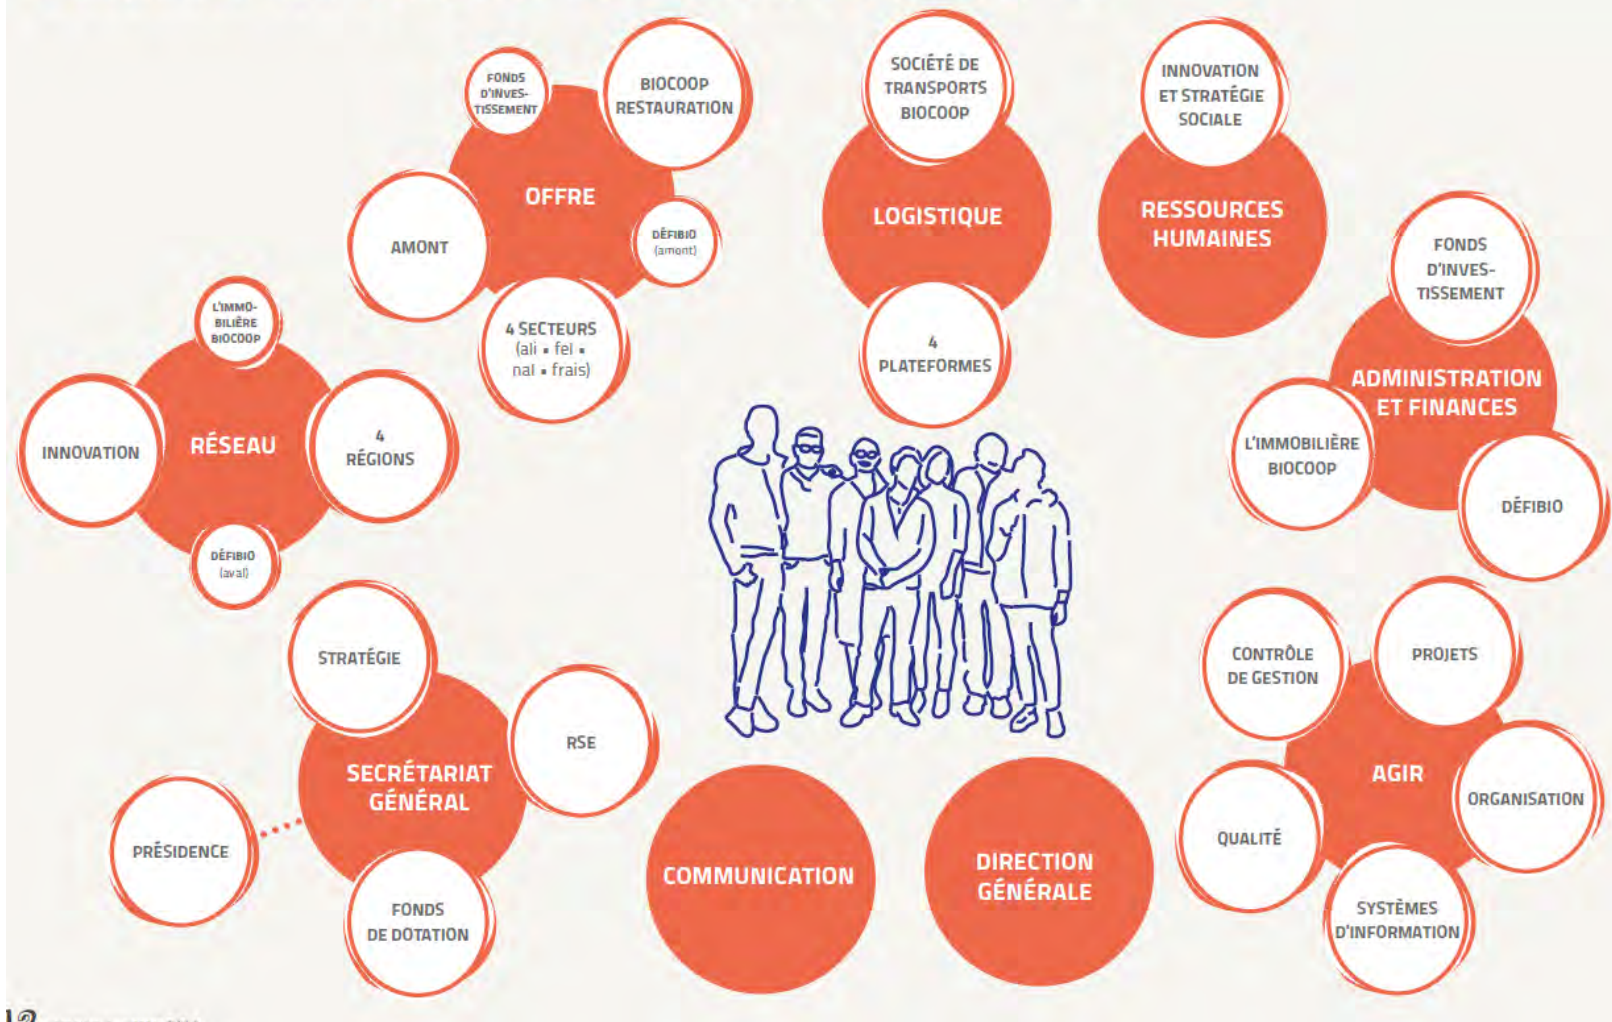 FONDS
D'INVES-
TISSEMENT
BIOCOOP
RESTAURATION
OFFRE
AMONT
DÉFIBIO
(amont)
4 SECTEURS
(ali • fel •
nal • frais)
SOCIÉTÉ DE
TRANSPORTS
BIOCOOP
LOGISTIQUE
4
PLATEFORMES
INNOVATION
ET STRATÉGIE
SOCIALE
RESSOURCES
HUMAINES
FONDS
D'INVES-
TISSEMENT
ADMINISTRATION
ET FINANCES
L'IMMOBILIÈRE
BIOCOOP
DÉFIBIO
L'IMMO-
BILIÈRE
BIOCOOP
INNOVATION
RÉSEAU
4
RÉGIONS
DÉFIBIO
(aval)
STRATÉGIE
RSE
SECRÉTARIAT
GÉNÉRAL
PRÉSIDENCE
FONDS
DE DOTATION
COMMUNICATION
DIRECTION
GÉNÉRALE
CONTRÔLE
DE GESTION
PROJETS
AGIR
ORGANISATION
QUALITÉ
SYSTÈMES
D'INFORMATION
12